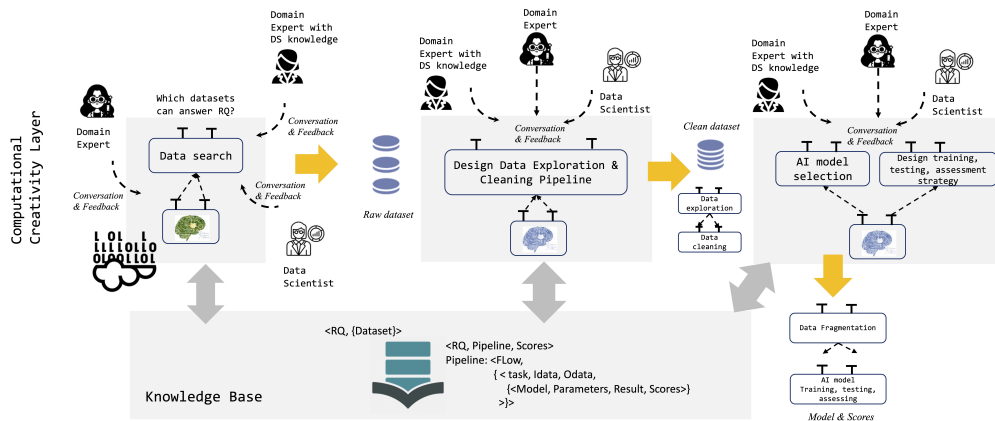 Computational
Creativity Layer
Domain
Expert
Domain
Expert with
DS knowledge
Which datasets
can answer RQ?
Conversation
& Feedback
Data search
Conversation
& Feedback
Conversation
& Feedback
Data
Scientist
LOL L
LLLLOLLO
OLOOLLOL
Raw dataset
Domain
Expert with
DS knowledge
Domain
Expert
Data
Scientist
Conversation
& Feedback
Design Data Exploration &
Cleaning Pipeline
Clean dataset
Data
exploration
Data
cleaning
Domain
Expert with
DS knowledge
Domain
Expert
Data
Scientist
Conversation
& Feedback
AI model
selection
Design training,
testing, assessment
strategy
Data Fragmentation
AI model
Training, testing,
assessing
Model & Scores
<RQ, {Dataset}>
<RQ, Pipeline, Scores>
Pipeline: <FLow,
{ < task, Idata, Odata,
{<Model, Parameters, Result, Scores>}
>}>
Knowledge Base